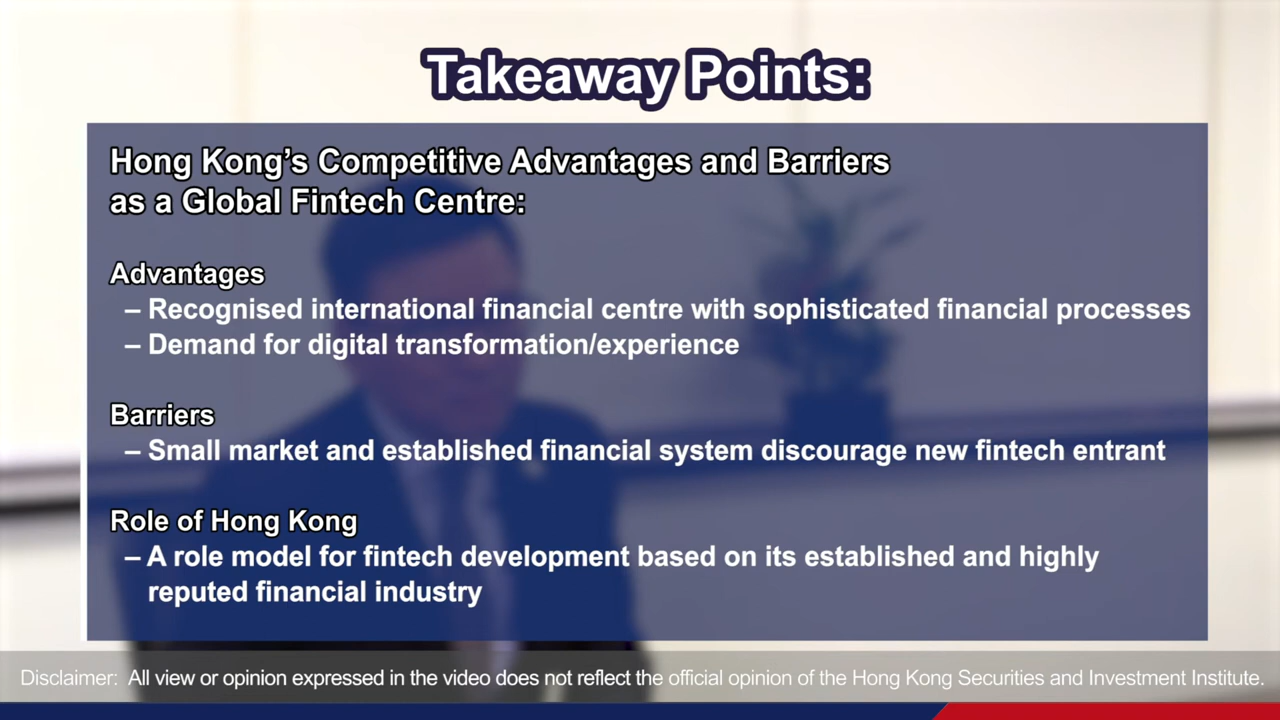 Takeaway Points:
Hong Kong’s Competitive Advantages and Barriers
as a Global Fintech Centre:
Advantages
– Recognised international financial centre with sophisticated financial processes
– Demand for digital transformation/experience
Barriers
– Small market and established financial system discourage new fintech entrant
Role of Hong Kong
– A role model for fintech development based on its established and highly
reputed financial industry
Disclaimer: All view or opinion expressed in the video does not reflect the official opinion of the Hong Kong Securities and Investment Institute.